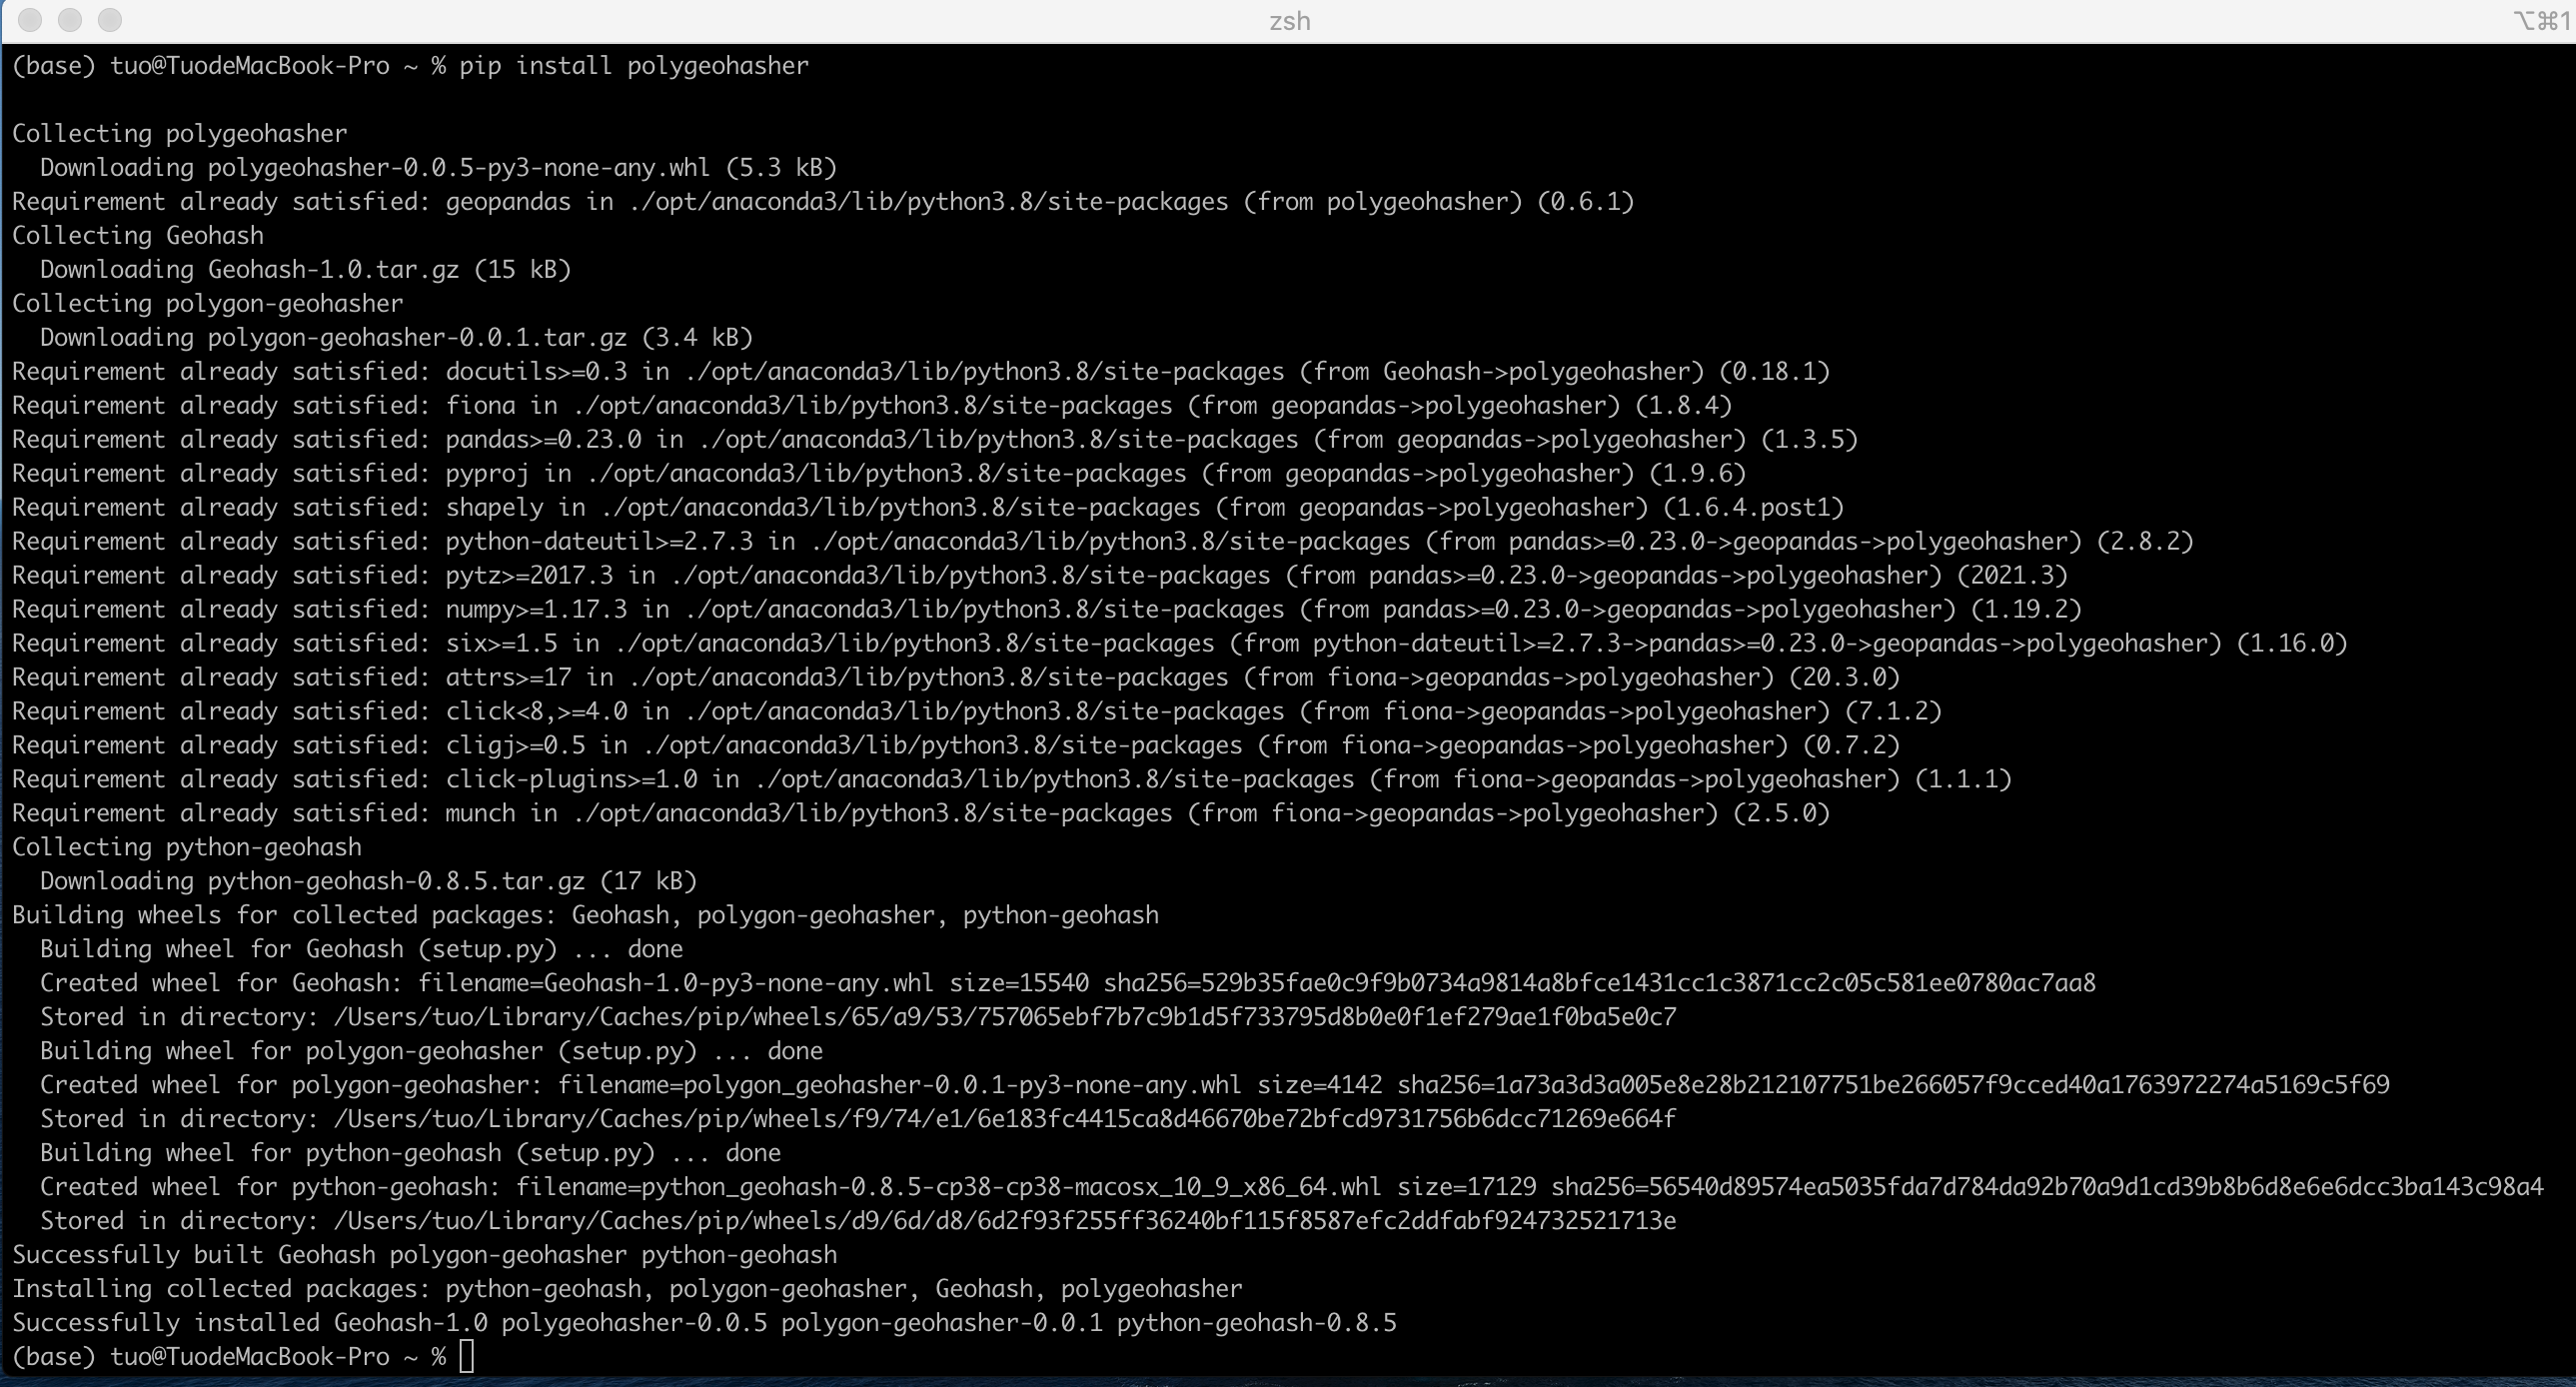 zsh
⌥⌘1
(base) tuo@TuodeMacBook-Pro ~ % pip install polygeohasher
Collecting polygeohasher
  Downloading polygeohasher-0.0.5-py3-none-any.whl (5.3 kB)
Requirement already satisfied: geopandas in ./opt/anaconda3/lib/python3.8/site-packages (from polygeohasher) (0.6.1)
Collecting Geohash
  Downloading Geohash-1.0.tar.gz (15 kB)
Collecting polygon-geohasher
  Downloading polygon-geohasher-0.0.1.tar.gz (3.4 kB)
Requirement already satisfied: docutils>=0.3 in ./opt/anaconda3/lib/python3.8/site-packages (from Geohash->polygeohasher) (0.18.1)
Requirement already satisfied: fiona in ./opt/anaconda3/lib/python3.8/site-packages (from geopandas->polygeohasher) (1.8.4)
Requirement already satisfied: pandas>=0.23.0 in ./opt/anaconda3/lib/python3.8/site-packages (from geopandas->polygeohasher) (1.3.5)
Requirement already satisfied: pyproj in ./opt/anaconda3/lib/python3.8/site-packages (from geopandas->polygeohasher) (1.9.6)
Requirement already satisfied: shapely in ./opt/anaconda3/lib/python3.8/site-packages (from geopandas->polygeohasher) (1.6.4.post1)
Requirement already satisfied: python-dateutil>=2.7.3 in ./opt/anaconda3/lib/python3.8/site-packages (from pandas>=0.23.0->geopandas->polygeohasher) (2.8.2)
Requirement already satisfied: pytz>=2017.3 in ./opt/anaconda3/lib/python3.8/site-packages (from pandas>=0.23.0->geopandas->polygeohasher) (2021.3)
Requirement already satisfied: numpy>=1.17.3 in ./opt/anaconda3/lib/python3.8/site-packages (from pandas>=0.23.0->geopandas->polygeohasher) (1.19.2)
Requirement already satisfied: six>=1.5 in ./opt/anaconda3/lib/python3.8/site-packages (from python-dateutil>=2.7.3->pandas>=0.23.0->geopandas->polygeohasher) (1.16.0)
Requirement already satisfied: attrs>=17 in ./opt/anaconda3/lib/python3.8/site-packages (from fiona->geopandas->polygeohasher) (20.3.0)
Requirement already satisfied: click<8,>=4.0 in ./opt/anaconda3/lib/python3.8/site-packages (from fiona->geopandas->polygeohasher) (7.1.2)
Requirement already satisfied: cligj>=0.5 in ./opt/anaconda3/lib/python3.8/site-packages (from fiona->geopandas->polygeohasher) (0.7.2)
Requirement already satisfied: click-plugins>=1.0 in ./opt/anaconda3/lib/python3.8/site-packages (from fiona->geopandas->polygeohasher) (1.1.1)
Requirement already satisfied: munch in ./opt/anaconda3/lib/python3.8/site-packages (from fiona->geopandas->polygeohasher) (2.5.0)
Collecting python-geohash
  Downloading python-geohash-0.8.5.tar.gz (17 kB)
Building wheels for collected packages: Geohash, polygon-geohasher, python-geohash
  Building wheel for Geohash (setup.py) ... done
  Created wheel for Geohash: filename=Geohash-1.0-py3-none-any.whl size=15540 sha256=529b35fae0c9f9b0734a9814a8bfce1431cc1c3871cc2c05c581ee0780ac7aa8
  Stored in directory: /Users/tuo/Library/Caches/pip/wheels/65/a9/53/757065ebf7b7c9b1d5f733795d8b0e0f1ef279ae1f0ba5e0c7
  Building wheel for polygon-geohasher (setup.py) ... done
  Created wheel for polygon-geohasher: filename=polygon_geohasher-0.0.1-py3-none-any.whl size=4142 sha256=1a73a3d3a005e8e28b212107751be266057f9cced40a1763972274a5169c5f69
  Stored in directory: /Users/tuo/Library/Caches/pip/wheels/f9/74/e1/6e183fc4415ca8d46670be72bfcd9731756b6dcc71269e664f
  Building wheel for python-geohash (setup.py) ... done
  Created wheel for python-geohash: filename=python_geohash-0.8.5-cp38-cp38-macosx_10_9_x86_64.whl size=17129 sha256=56540d89574ea5035fda7d784da92b70a9d1cd39b8b6d8e6e6dcc3ba143c98a4
  Stored in directory: /Users/tuo/Library/Caches/pip/wheels/d9/6d/d8/6d2f93f255ff36240bf115f8587efc2ddfabf924732521713e
Successfully built Geohash polygon-geohasher python-geohash
Installing collected packages: python-geohash, polygon-geohasher, Geohash, polygeohasher
Successfully installed Geohash-1.0 polygeohasher-0.0.5 polygon-geohasher-0.0.1 python-geohash-0.8.5
(base) tuo@TuodeMacBook-Pro ~ %